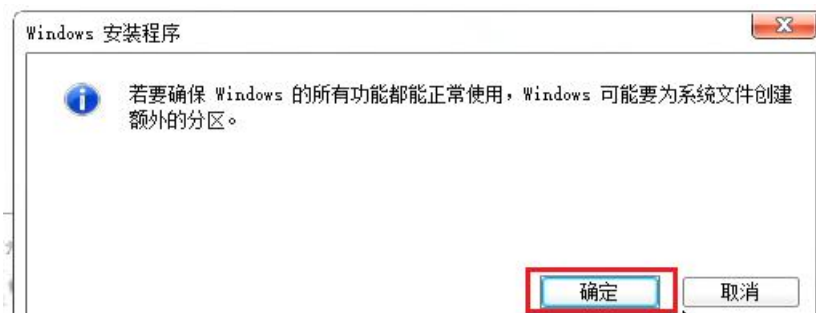 Windows 安装程序
若要确保 Windows 的所有功能都能正常使用，Windows 可能要为系统文件创建
额外的分区。
确定
取消